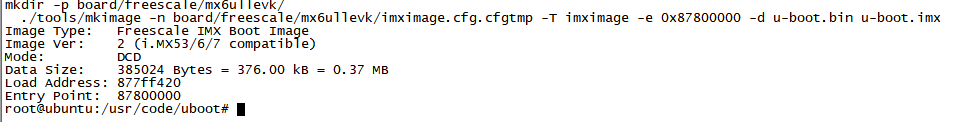 mkdir -p board/freescale/mx6ullevk/
./tools/mkimage -n board/freescale/mx6ullevk/imximage.cfg.cfgtmp -T imximage -e 0x87800000 -d u-boot.bin u-boot.imx
Image Type:   Freescale IMX Boot Image
Image Ver:    2 (i.MX53/6/7 compatible)
Mode:         DCD
Data Size:    385024 Bytes = 376.00 kB = 0.37 MB
Load Address: 877ff420
Entry Point:  87800000
root@ubuntu:/usr/code/uboot#